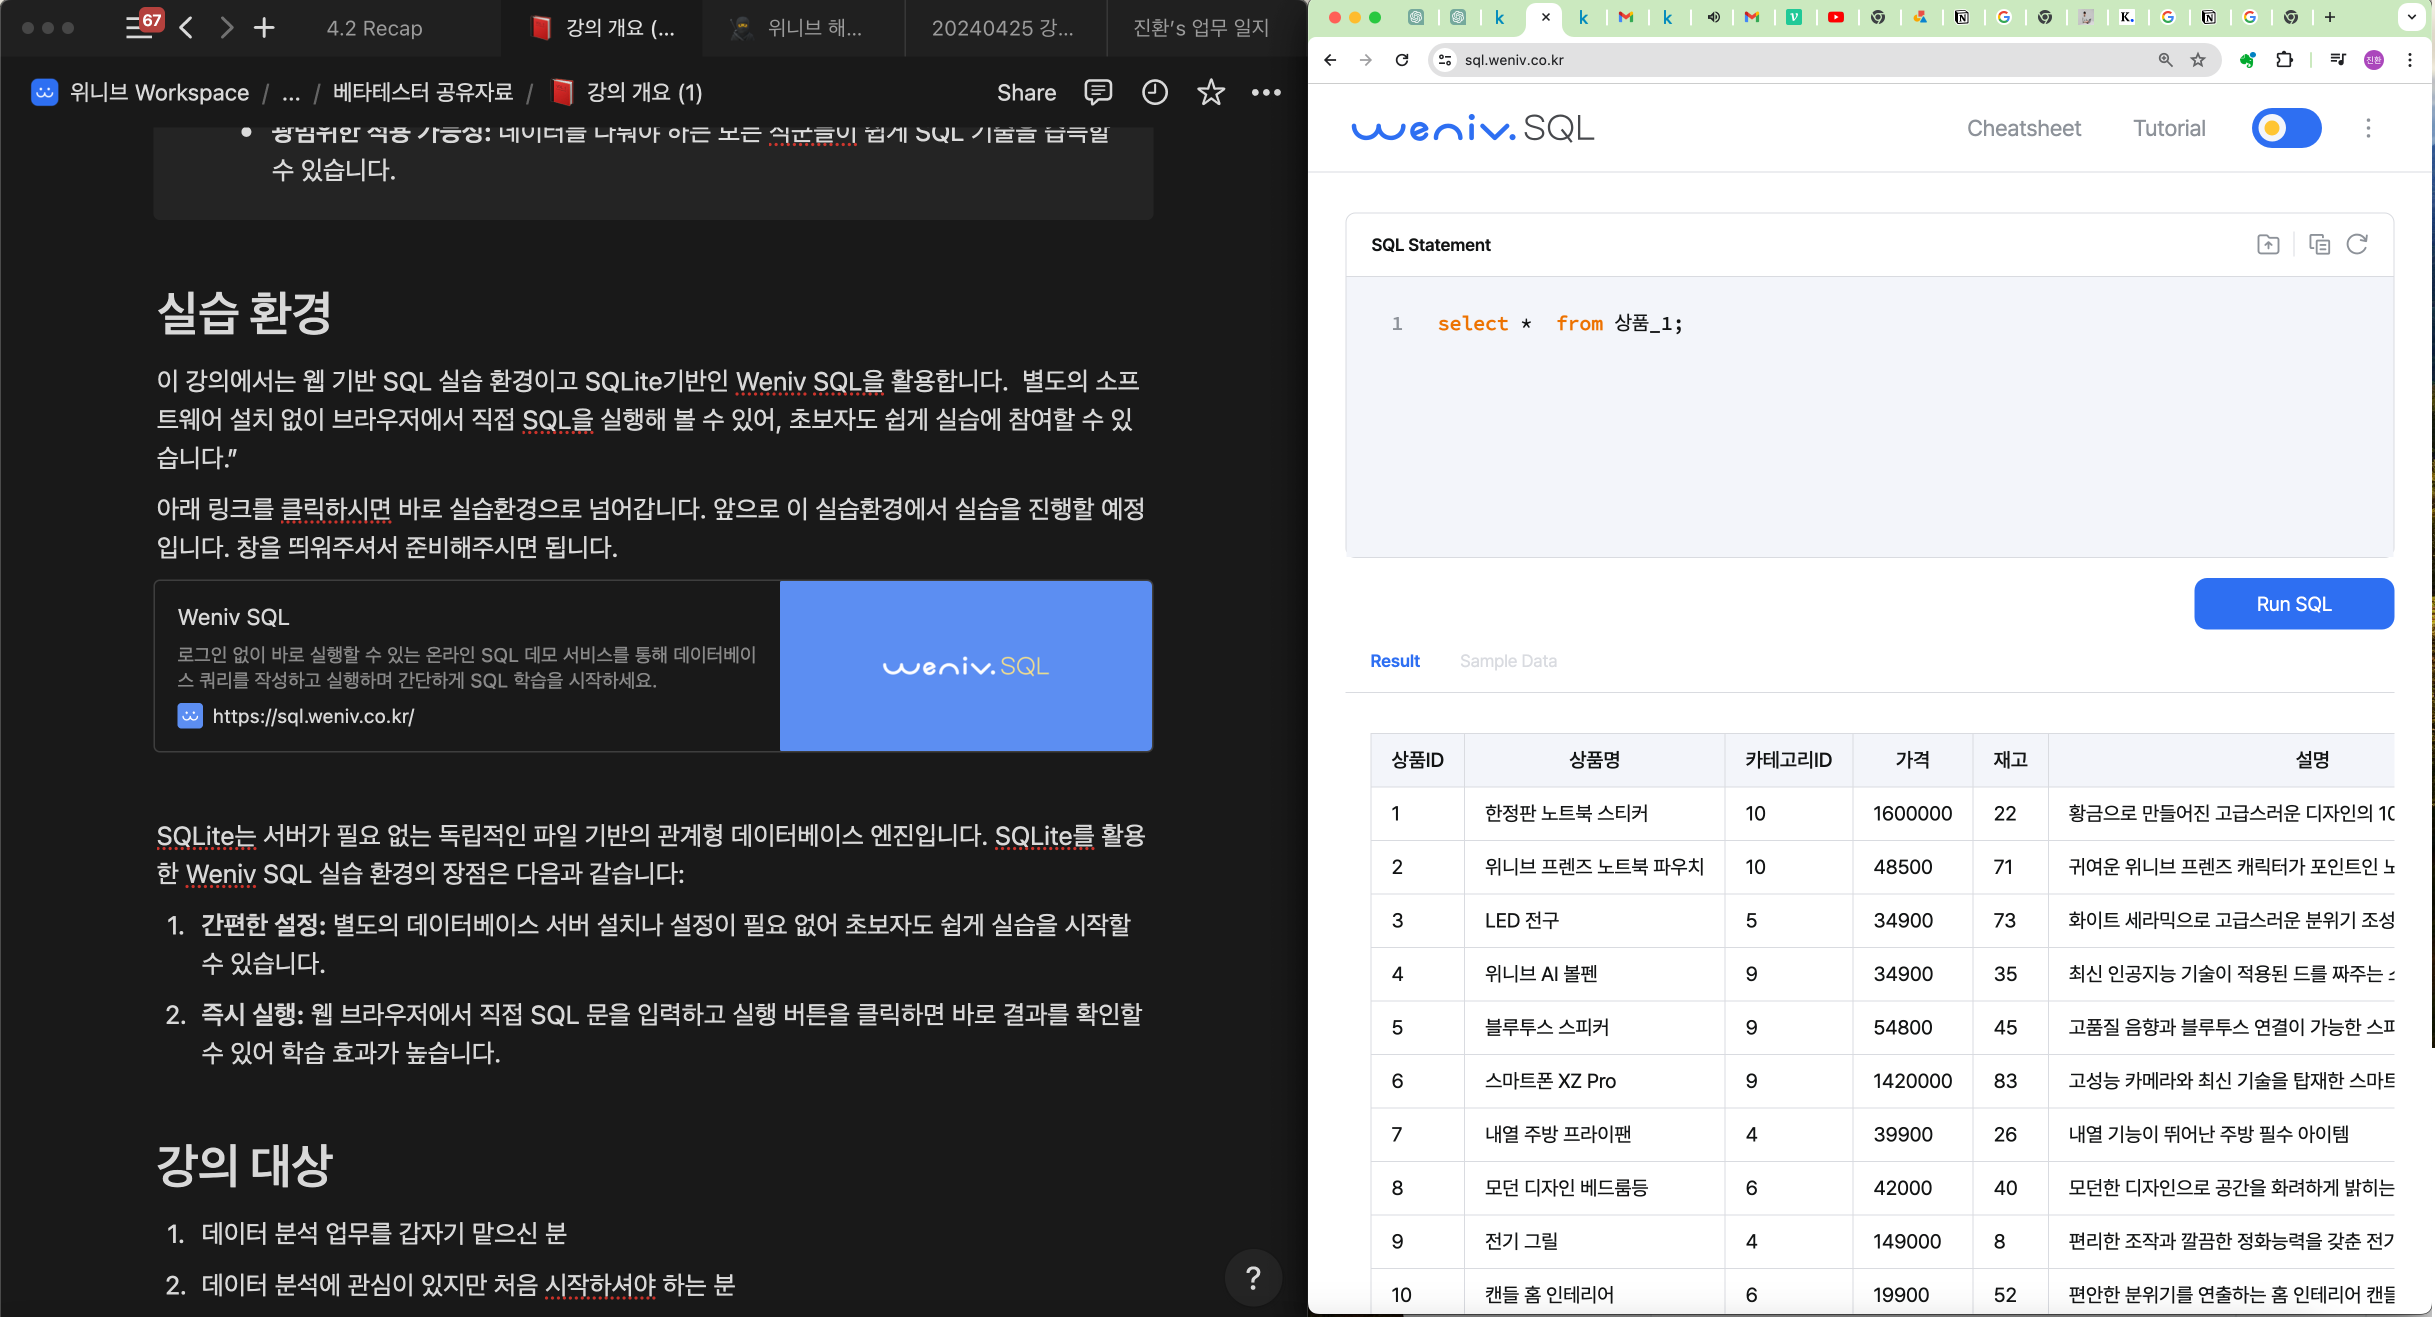 67
4.2 Recap
강의 개요 (...
위니브 해...
20240425 강...
진환's 업무 일지
위니브 Workspace / ... / 베타테스터 공유자료 / 강의 개요 (1)
Share
광범위한 적용 가능성: 데이터를 다뤄야 하는 모든 직군들이 쉽게 SQL 기술을 습득할
수 있습니다.
실습 환경
이 강의에서는 웹 기반 SQL 실습 환경이고 SQLite기반인 Weniv SQL을 활용합니다.  별도의 소프
트웨어 설치 없이 브라우저에서 직접 SQL을 실행해 볼 수 있어, 초보자도 쉽게 실습에 참여할 수 있
습니다.”
아래 링크를 클릭하시면 바로 실습환경으로 넘어갑니다. 앞으로 이 실습환경에서 실습을 진행할 예정
입니다. 창을 띄워주셔서 준비해주시면 됩니다.
Weniv SQL
로그인 없이 바로 실행할 수 있는 온라인 SQL 데모 서비스를 통해 데이터베이
스 쿼리를 작성하고 실행하며 간단하게 SQL 학습을 시작하세요.
https://sql.weniv.co.kr/
weniv.SQL
SQLite는 서버가 필요 없는 독립적인 파일 기반의 관계형 데이터베이스 엔진입니다. SQLite를 활용
한 Weniv SQL 실습 환경의 장점은 다음과 같습니다:
1. 간편한 설정: 별도의 데이터베이스 서버 설치나 설정이 필요 없어 초보자도 쉽게 실습을 시작할
수 있습니다.
2. 즉시 실행: 웹 브라우저에서 직접 SQL 문을 입력하고 실행 버튼을 클릭하면 바로 결과를 확인할
수 있어 학습 효과가 높습니다.
강의 대상
1. 데이터 분석 업무를 갑자기 맡으신 분
2. 데이터 분석에 관심이 있지만 처음 시작하셔야 하는 분
?
sql.weniv.co.kr
진환
weniv.SQL
Cheatsheet
Tutorial
SQL Statement
1 select *  from 상품_1;
Run SQL
Result
Sample Data
상품ID 상품명 카테고리ID 가격 재고 설명
1 한정판 노트북 스티커 10 1600000 22 황금으로 만들어진 고급스러운 디자인의 10
2 위니브 프렌즈 노트북 파우치 10 48500 71 귀여운 위니브 프렌즈 캐릭터가 포인트인 노
3 LED 전구 5 34900 73 화이트 세라믹으로 고급스러운 분위기 조성
4 위니브 AI 볼펜 9 34900 35 최신 인공지능 기술이 적용된 드를 짜주는
5 블루투스 스피커 9 54800 45 고품질 음향과 블루투스 연결이 가능한 스피
6 스마트폰 XZ Pro 9 1420000 83 고성능 카메라와 최신 기술을 탑재한 스마트
7 내열 주방 프라이팬 4 39900 26 내열 기능이 뛰어난 주방 필수 아이템
8 모던 디자인 베드룸등 6 42000 40 모던한 디자인으로 공간을 화려하게 밝히는
9 전기 그릴 4 149000 8 편리한 조작과 깔끔한 정화능력을 갖춘 전기
10 캔들 홈 인테리어 6 19900 52 편안한 분위기를 연출하는 홈 인테리어 캔들